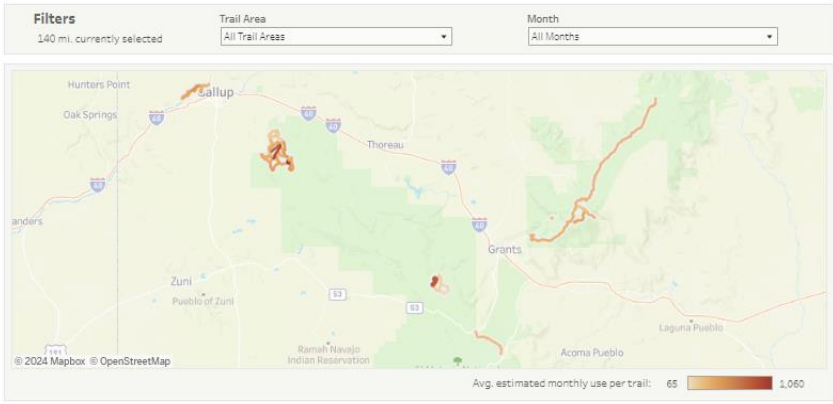 Filters
140 mi. currently selected
Trail Area
All Trail Areas
Month
All Months
Hunters Point
Gallup
Oak Springs
40
40
40
Thoreau
40
40
anders
40
Grants
Zuni
Pueblo of Zuni
53
53
Laguna Pueblo
Ramah Navajo
Indian Reservation
Acoma Pueblo
191
© 2024 Mapbox © OpenStreetMap
Avg. estimated monthly use per trail: 65 1,060